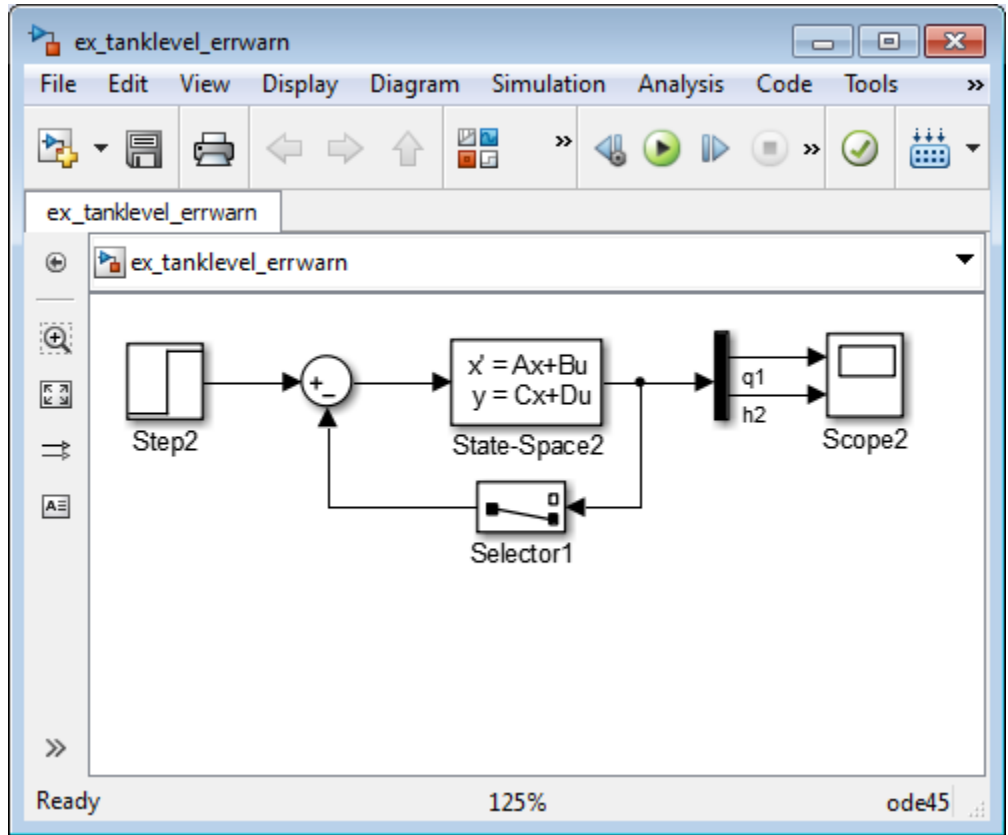 ex_tanklevel_errwarn
File Edit View Display Diagram Simulation Analysis Code Tools »
ex_tanklevel_errwarn
ex_tanklevel_errwarn
x' = Ax+Bu
y = Cx+Du
+
−
q1
h2
Step2
State-Space2
Scope2
Selector1
Ready 125% ode45